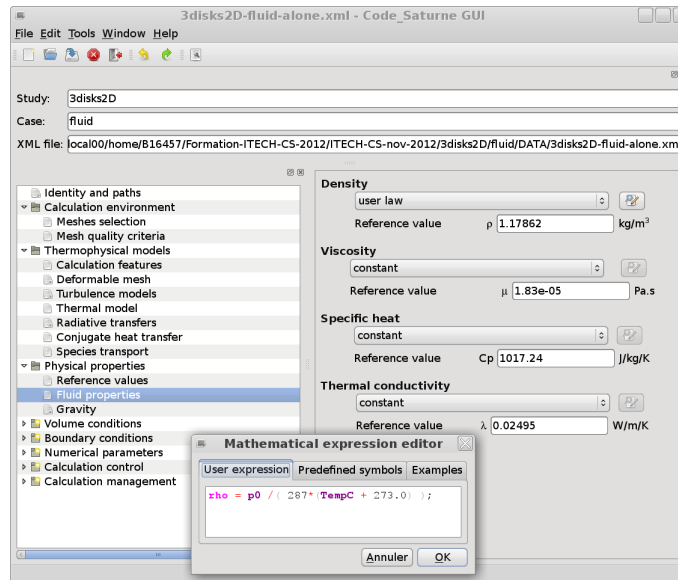 3disks2D-fluid-alone.xml - Code_Saturne GUI
File Edit Tools Window Help
Study: 3disks2D
Case: fluid
XML file: local00/home/B16457/Formation-ITECH-CS-2012/ITECH-CS-nov-2012/3disks2D/fluid/DATA/3disks2D-fluid-alone.xm
Identity and paths
Calculation environment
Meshes selection
Mesh quality criteria
Thermophysical models
Calculation features
Deformable mesh
Turbulence models
Thermal model
Radiative transfers
Conjugate heat transfer
Species transport
Physical properties
Reference values
Fluid properties
Gravity
Volume conditions
Boundary conditions
Numerical parameters
Calculation control
Calculation management
Density
user law
Reference value ρ 1.17862 kg/m³
Viscosity
constant
Reference value μ 1.83e-05 Pa.s
Specific heat
constant
Reference value Cp 1017.24 J/kg/K
Thermal conductivity
constant
Reference value λ 0.02495 W/m/K
Mathematical expression editor
User expression Predefined symbols Examples
rho = p0 /( 287*(TempC + 273.0) );
Annuler OK